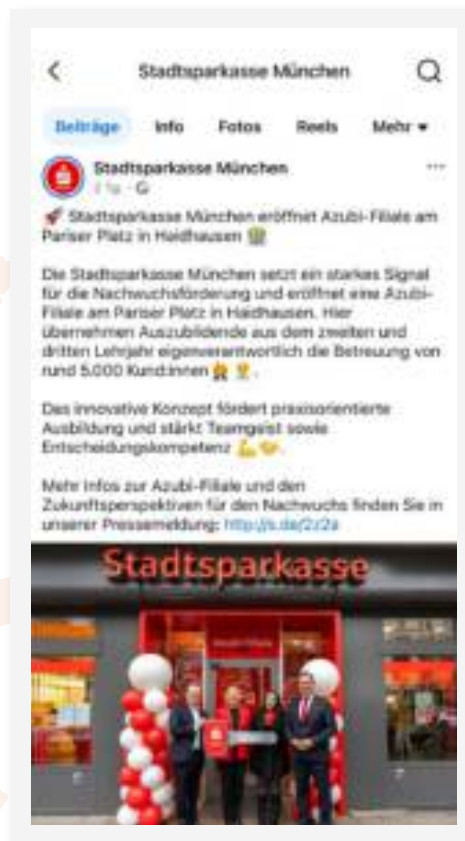 Stadtsparkasse München
Beiträge Info Fotos Reels Mehr
Stadtsparkasse München
🚀 Stadtsparkasse München eröffnet Azubi-Filiale am
Pariser Platz in Haidhausen
Die Stadtsparkasse München setzt ein starkes Signal
für die Nachwuchsförderung und eröffnet eine Azubi-
Filiale am Pariser Platz in Haidhausen. Hier
übernehmen Auszubildende aus dem zweiten und
dritten Lehrjahr eigenverantwortlich die Betreuung von
rund 5.000 Kund:innen
Das innovative Konzept fördert praxisorientierte
Ausbildung und stärkt Teamgeist sowie
Entscheidungskompetenz 💪🤝.
Mehr Infos zur Azubi-Filiale und den
Zukunftsperspektiven für den Nachwuchs finden Sie in
unserer Pressemeldung:
Stadtsparkasse